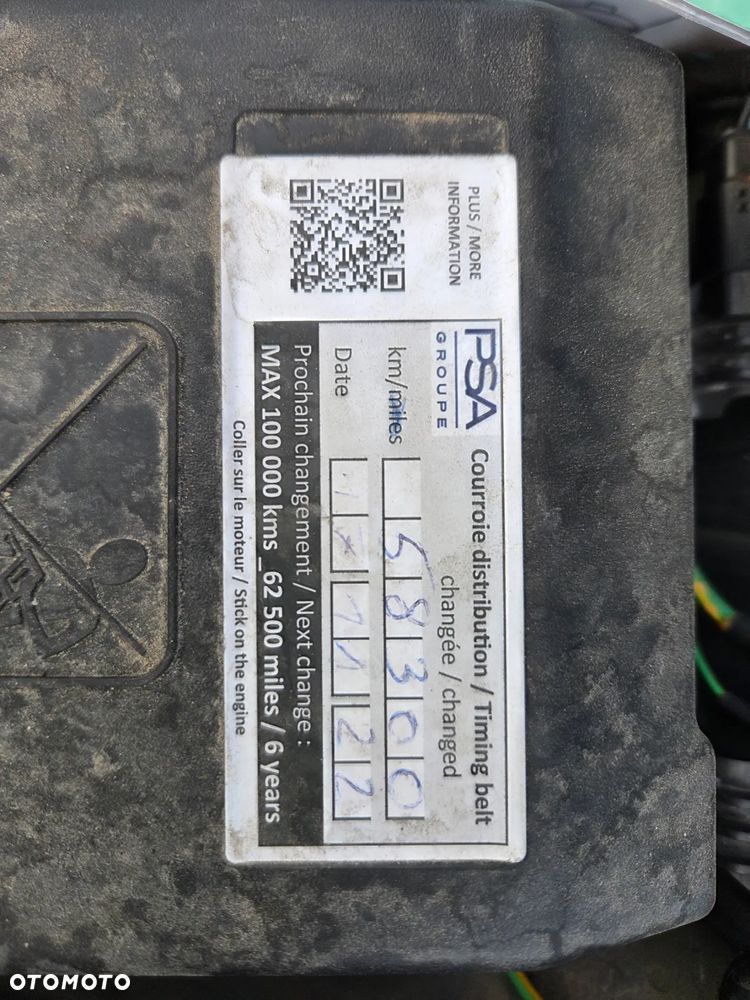 PLUS / MORE
INFORMATION
PSA
GROUPE
Courroie distribution / Timing belt
changée / changed
km/miles 58300
Date 17 11 22
Prochain changement / Next change :
MAX 100 000 kms _62 500 miles / 6 years
Coller sur le moteur / Stick on the engine
OTOMOTO